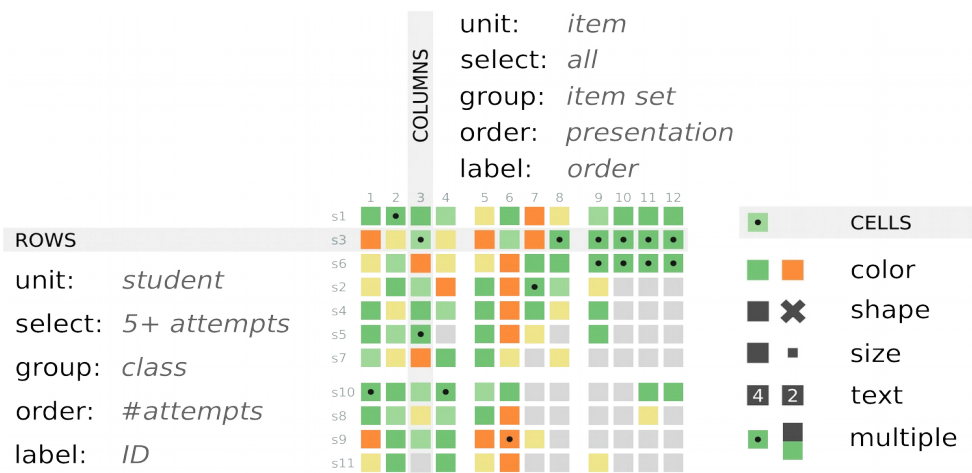 unit: item
select: all
group: item set
order: presentation
label: order
COLUMNS
1 2 3 4 5 6 7 8 9 10 11 12
s1
s3
s6
s2
s4
s5
s7
s10
s8
s9
s11
ROWS
unit: student
select: 5+ attempts
group: class
order: #attempts
label: ID
CELLS
color
shape
size
4 2 text
multiple